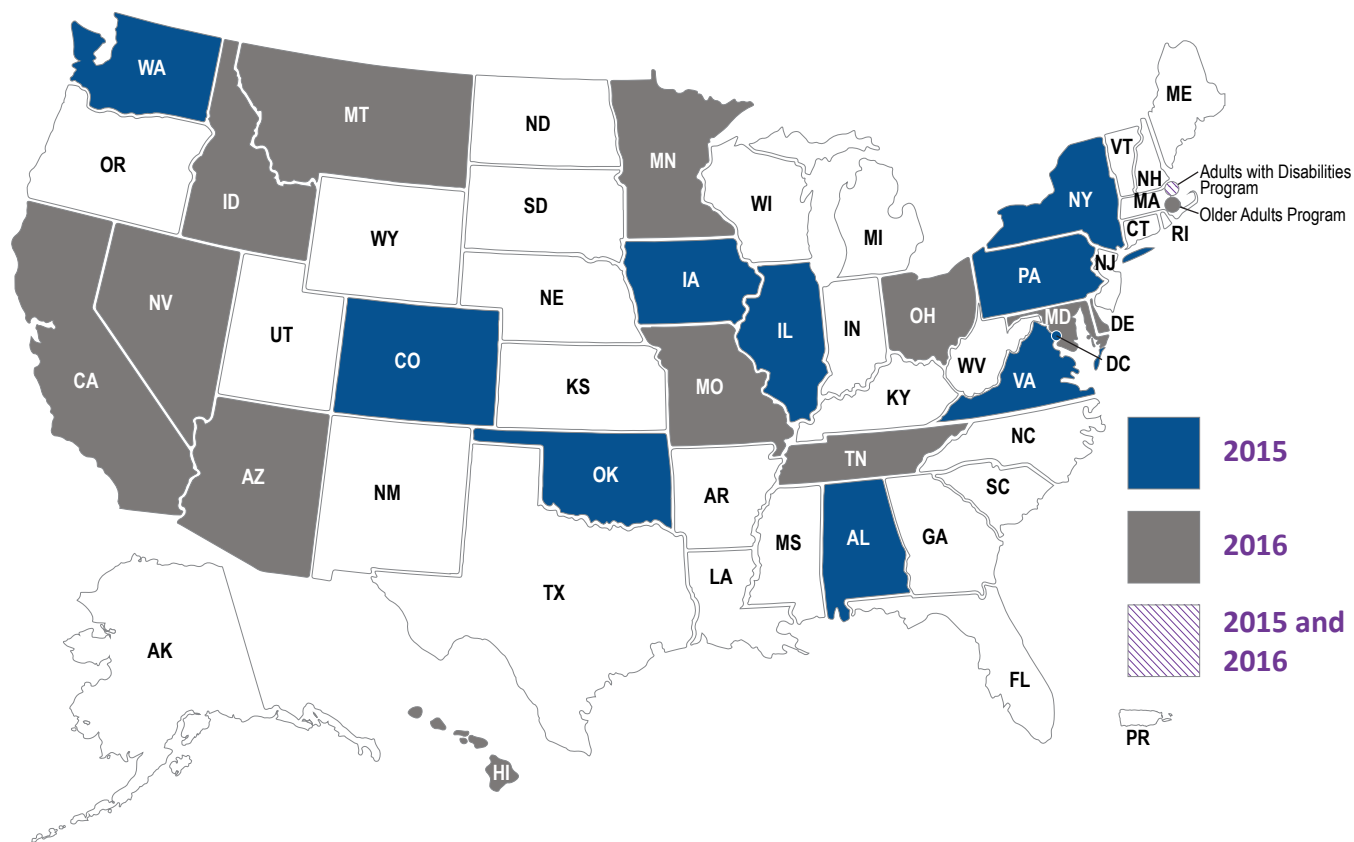 WA
MT
ND
MN
ME
OR
ID
SD
WI
VT
NH
Adults with Disabilities
Program
MA
Older Adults Program
NY
CT
RI
WY
MI
IA
PA
NJ
NE
NV
UT
IL
IN
OH
MD
DE
DC
CO
CA
KS
MO
WV
VA
KY
2015
NC
TN
AZ
NM
OK
AR
SC
2016
MS
AL
GA
LA
TX
2015 and
2016
AK
FL
PR
HI